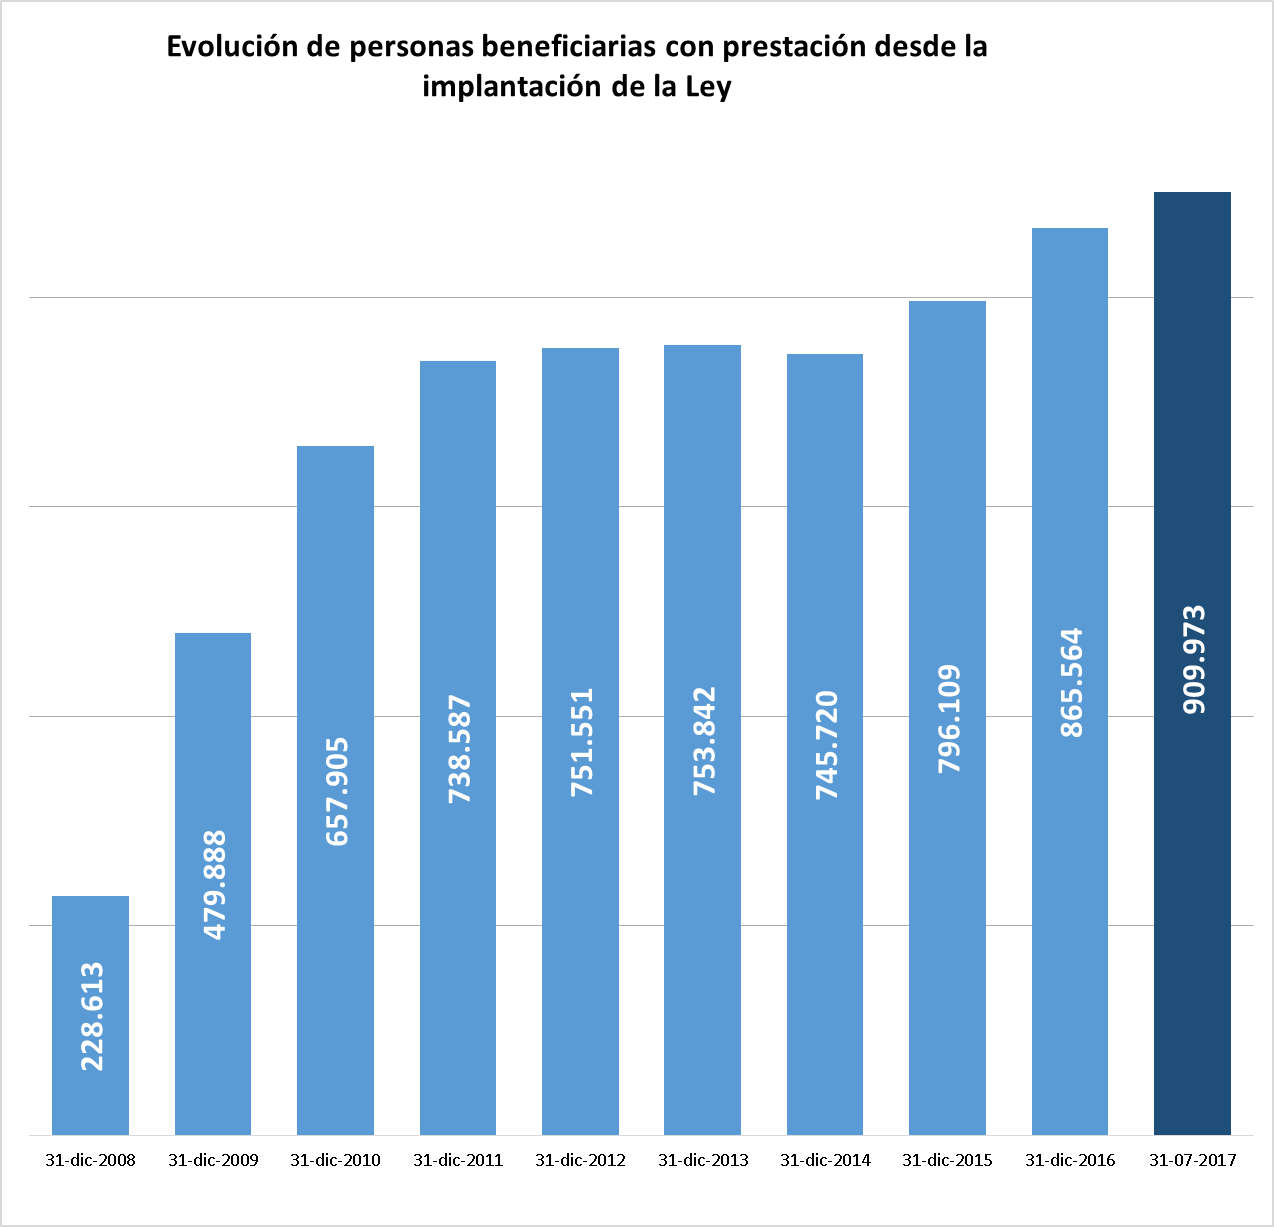 Evolución de personas beneficiarias con prestación desde la
implantación de la Ley
228.613
479.888
657.905
738.587
751.551
753.842
745.720
796.109
865.564
909.973
31-dic-2008
31-dic-2009
31-dic-2010
31-dic-2011
31-dic-2012
31-dic-2013
31-dic-2014
31-dic-2015
31-dic-2016
31-07-2017